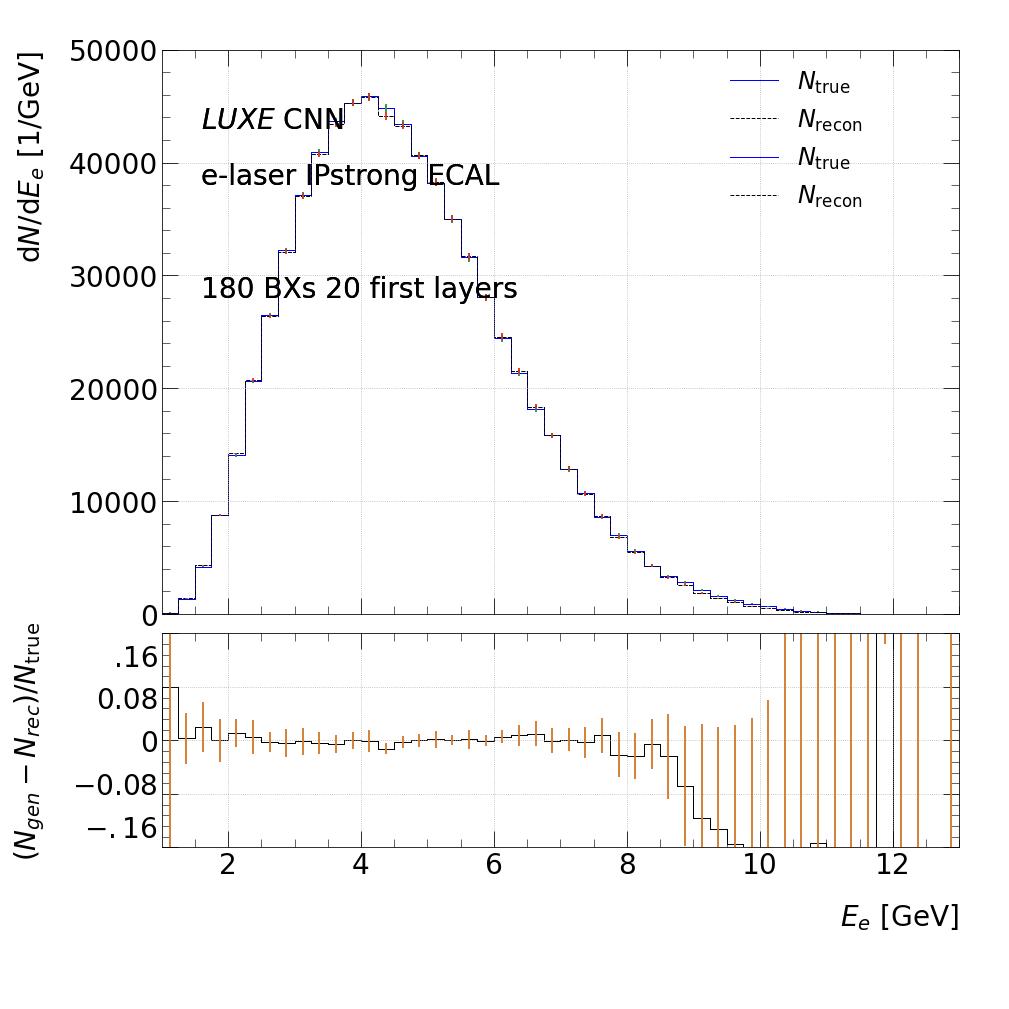 dN/dE_e [1/GeV]
50000
40000
30000
20000
10000
0
LUXE CNN
e-laser IPstrong ECAL
180 BXs 20 first layers
N_true
N_recon
N_true
N_recon
(N_gen − N_rec)/N_true
.16
0.08
0
−0.08
−.16
2 4 6 8 10 12
E_e [GeV]